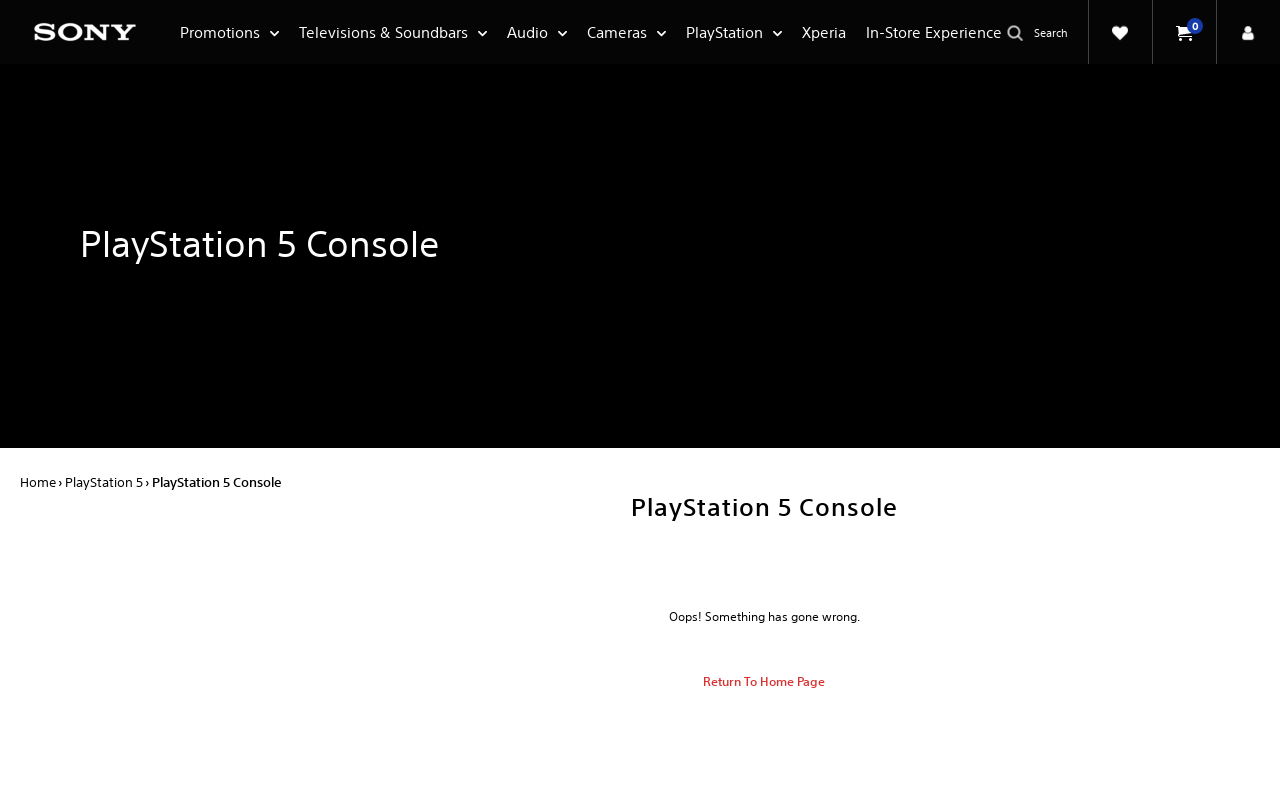 SONY Promotions Televisions & Soundbars Audio Cameras PlayStation Xperia In-Store Experience Search 0
PlayStation 5 Console
Home › PlayStation 5 › PlayStation 5 Console
PlayStation 5 Console
Oops! Something has gone wrong.
Return To Home Page